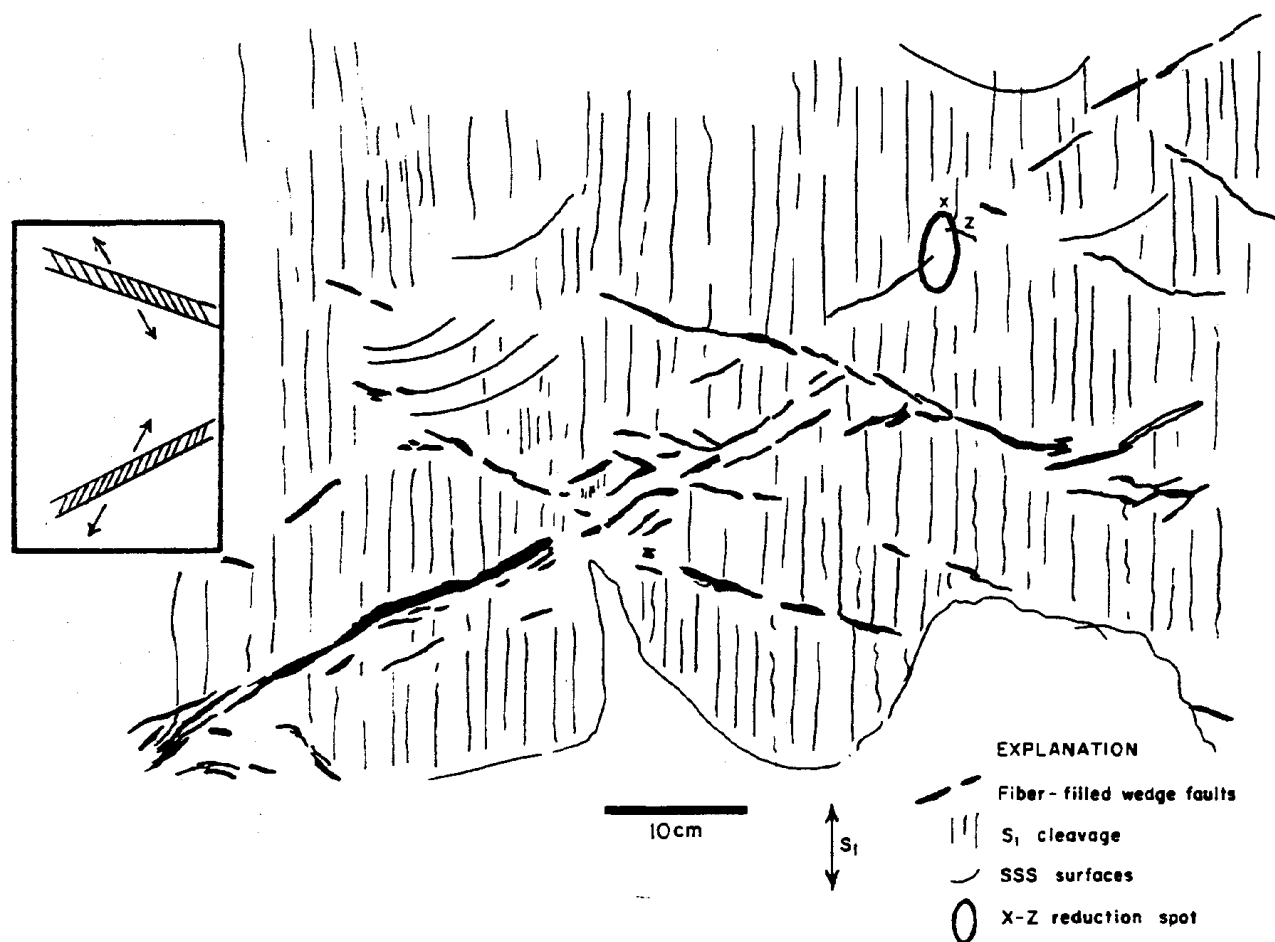 X
Z
EXPLANATION
Fiber-filled wedge faults
S₁ cleavage
SSS surfaces
X-Z reduction spot
10cm
S₁